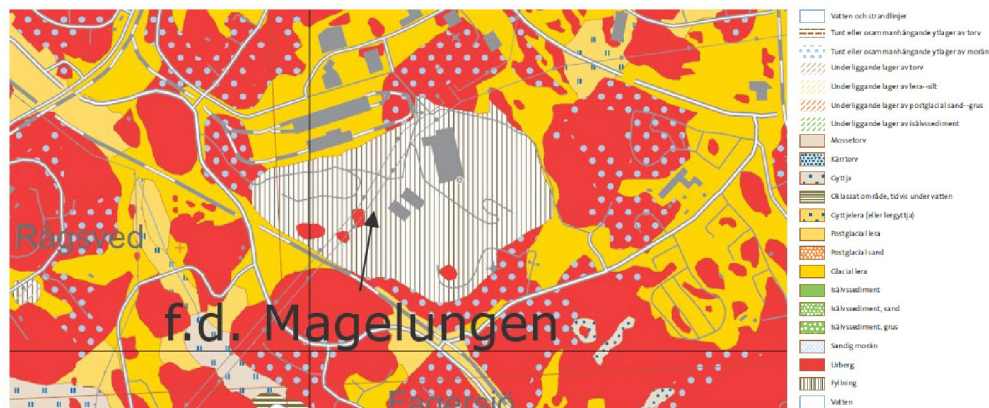 Rågsved
f.d. Magelungen
Fagersjö
Vatten och strandlinjer
Tunt eller osammanhängande ytlager av torv
Tunt eller osammanhängande ytlager av morän
Underliggande lager av torv
Underliggande lager av lera--silt
Underliggande lager av postglacial sand--grus
Underliggande lager av isälvssediment
Mossetorv
Kärrtorv
Gyttja
Oklassat område, tidvis under vatten
Gyttjelera (eller lergyttja)
Postglacial lera
Postglacial sand
Glacial lera
Isälvssediment
Isälvssediment, sand
Isälvssediment, grus
Sandig morän
Urberg
Fyllning
Vatten